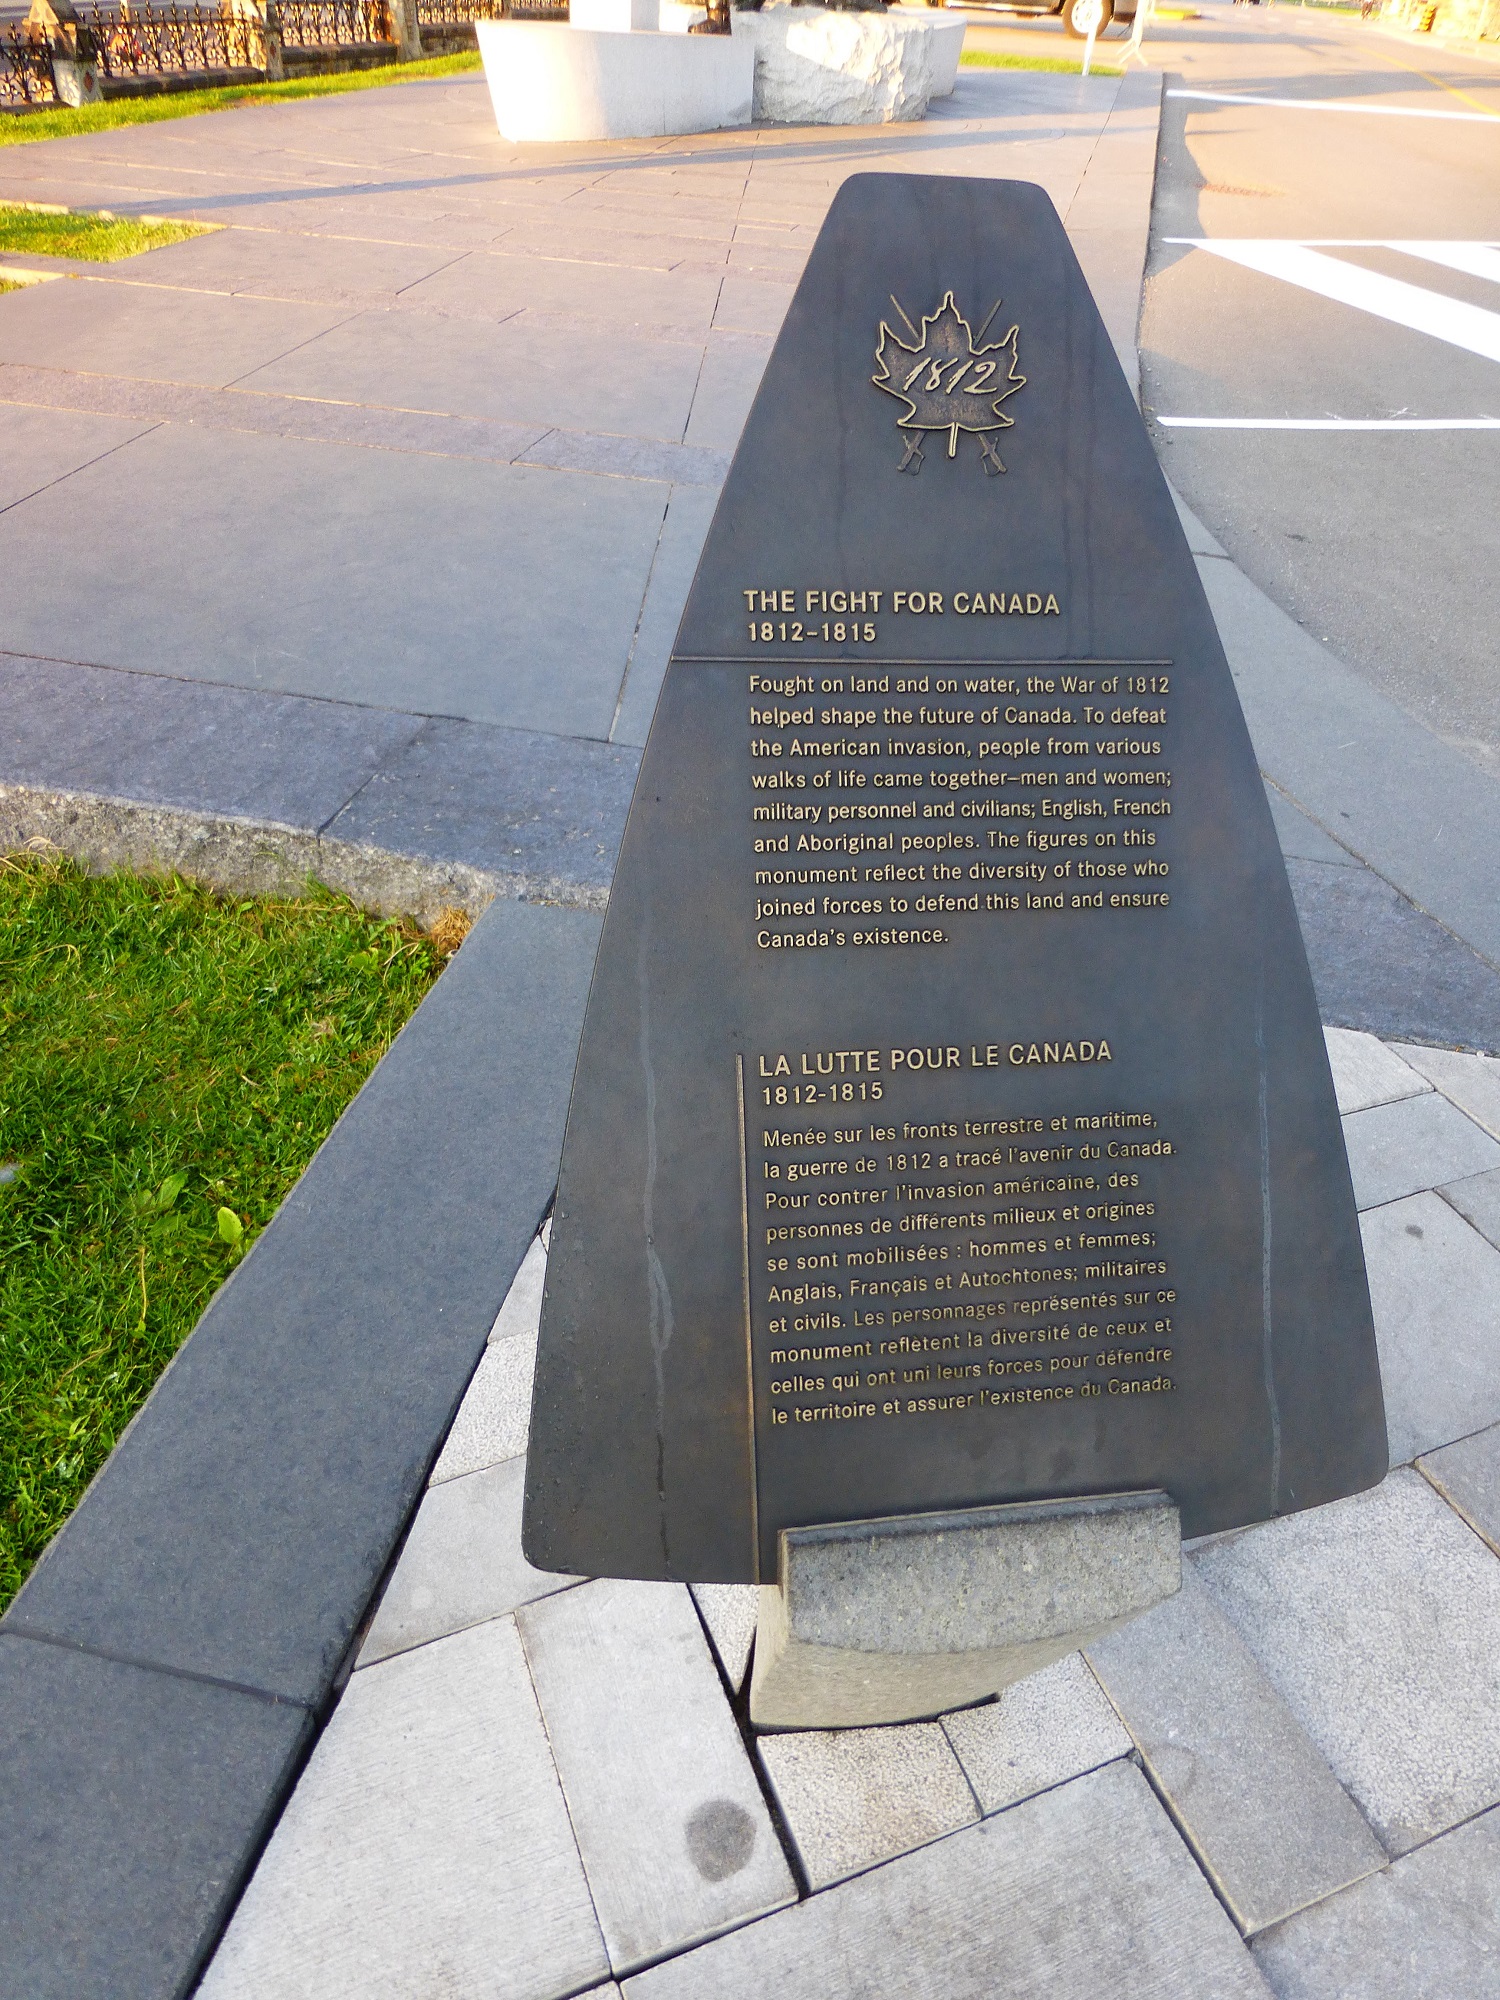 1812
THE FIGHT FOR CANADA
1812–1815
Fought on land and on water, the War of 1812
helped shape the future of Canada. To defeat
the American invasion, people from various
walks of life came together—men and women;
military personnel and civilians; English, French
and Aboriginal peoples. The figures on this
monument reflect the diversity of those who
joined forces to defend this land and ensure
Canada's existence.
LA LUTTE POUR LE CANADA
1812-1815
Menée sur les fronts terrestre et maritime,
la guerre de 1812 a tracé l'avenir du Canada.
Pour contrer l'invasion américaine, des
personnes de différents milieux et origines
se sont mobilisées : hommes et femmes;
Anglais, Français et Autochtones; militaires
et civils. Les personnages représentés sur ce
monument reflètent la diversité de ceux et
celles qui ont uni leurs forces pour défendre
le territoire et assurer l'existence du Canada.